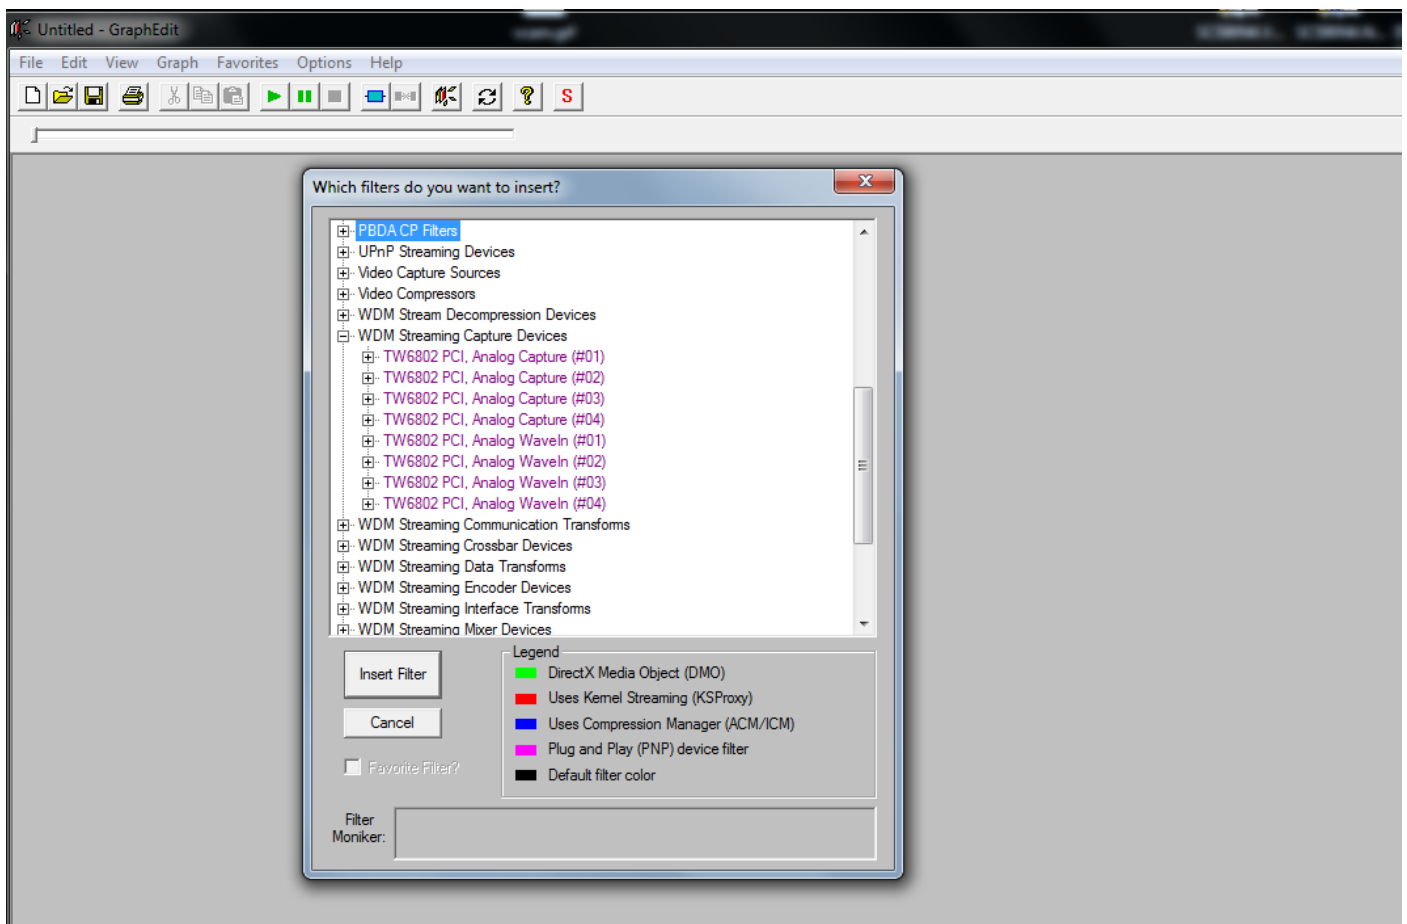 Untitled - GraphEdit
File Edit View Graph Favorites Options Help
S
Which filters do you want to insert?
PBDA CP Filters
UPnP Streaming Devices
Video Capture Sources
Video Compressors
WDM Stream Decompression Devices
WDM Streaming Capture Devices
TW6802 PCI, Analog Capture (#01)
TW6802 PCI, Analog Capture (#02)
TW6802 PCI, Analog Capture (#03)
TW6802 PCI, Analog Capture (#04)
TW6802 PCI, Analog WaveIn (#01)
TW6802 PCI, Analog WaveIn (#02)
TW6802 PCI, Analog WaveIn (#03)
TW6802 PCI, Analog WaveIn (#04)
WDM Streaming Communication Transforms
WDM Streaming Crossbar Devices
WDM Streaming Data Transforms
WDM Streaming Encoder Devices
WDM Streaming Interface Transforms
WDM Streaming Mixer Devices
Insert Filter
Cancel
Favorite Filter?
Legend
DirectX Media Object (DMO)
Uses Kernel Streaming (KSProxy)
Uses Compression Manager (ACM/ICM)
Plug and Play (PNP) device filter
Default filter color
Filter
Moniker: